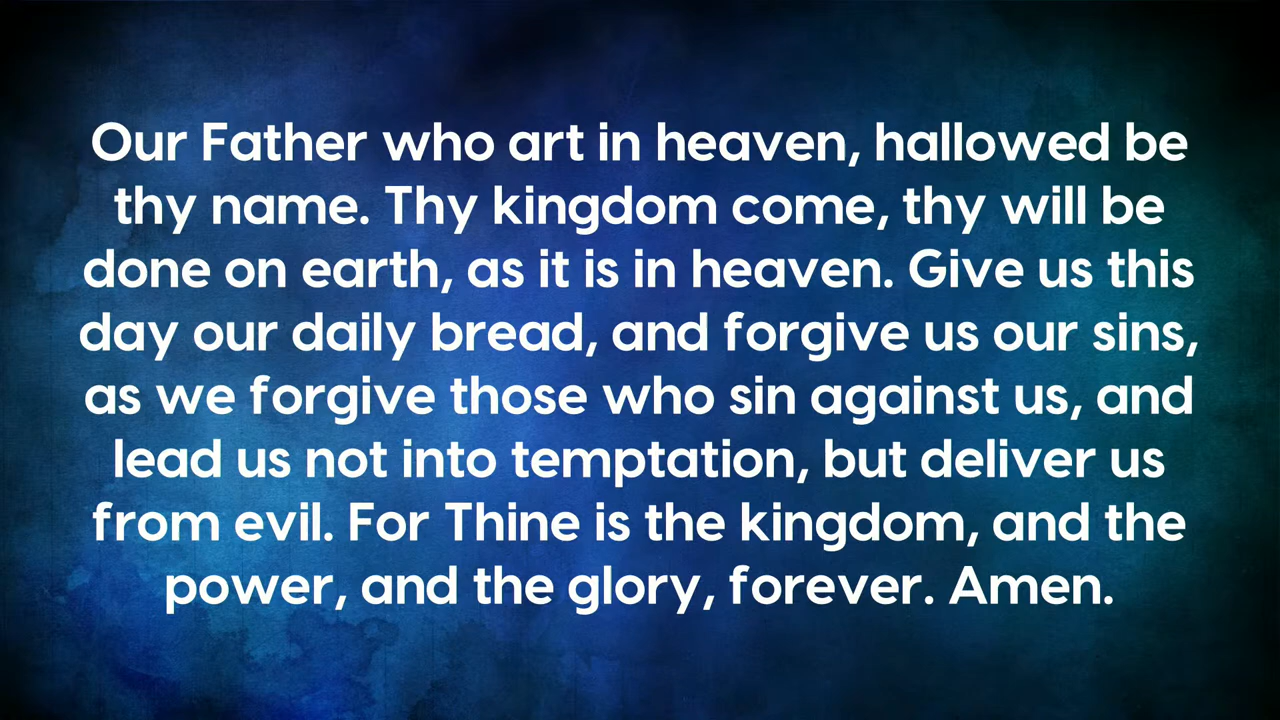 Our Father who art in heaven, hallowed be
thy name. Thy kingdom come, thy will be
done on earth, as it is in heaven. Give us this
day our daily bread, and forgive us our sins,
as we forgive those who sin against us, and
lead us not into temptation, but deliver us
from evil. For Thine is the kingdom, and the
power, and the glory, forever. Amen.